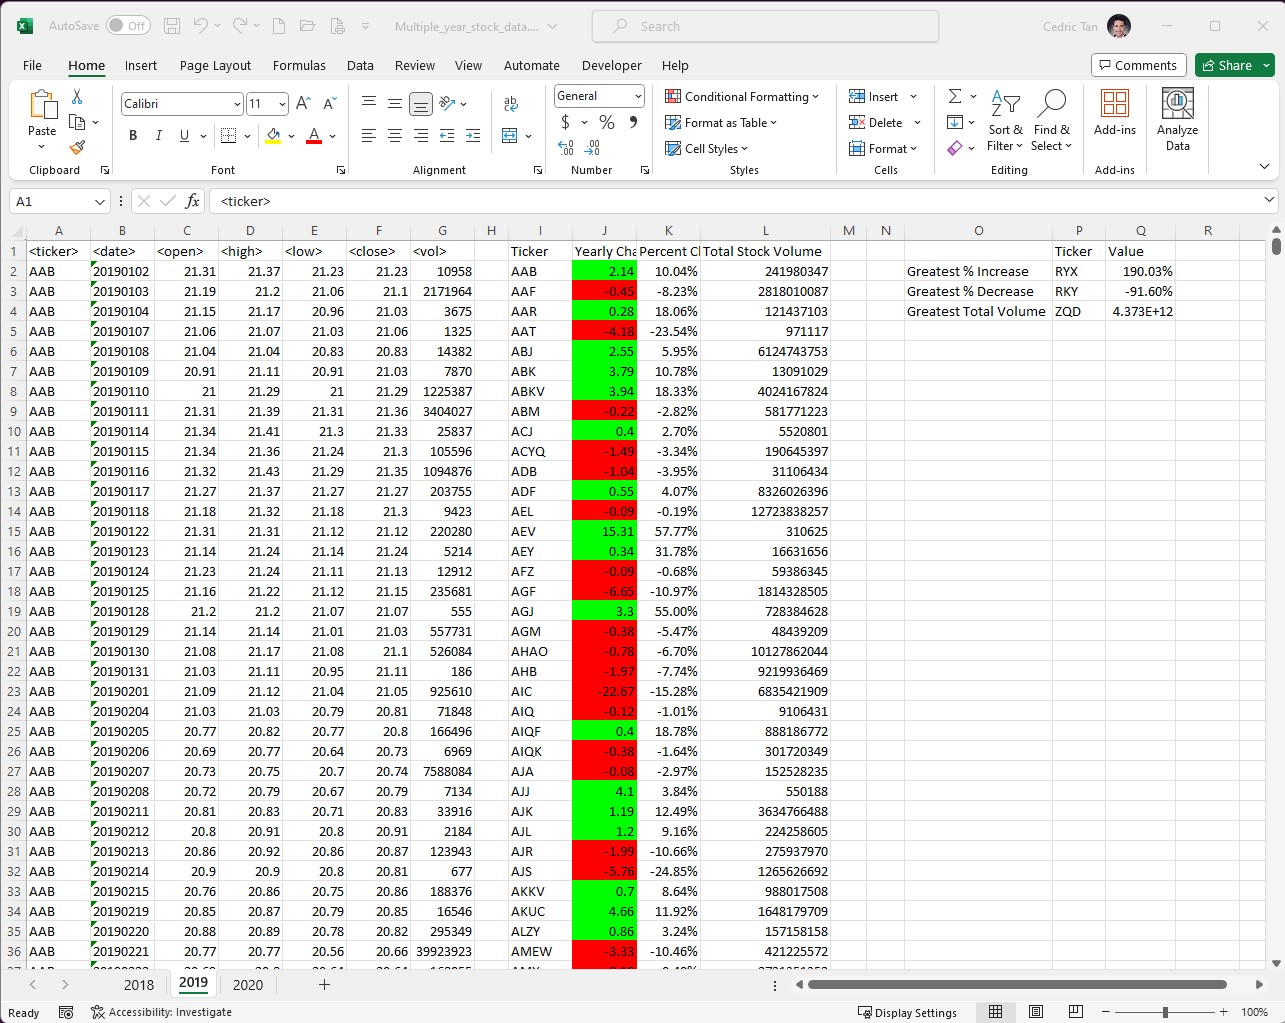 AutoSave Off Multiple_year_stock_data.... Search Cedric Tan
File Home Insert Page Layout Formulas Data Review View Automate Developer Help Comments Share
Paste
Clipboard
Calibri 11
B I U
Font
ab
Alignment
General
$ % 9
Number
Conditional Formatting
Format as Table
Cell Styles
Styles
Insert
Delete
Format
Cells
Sort & Filter
Find & Select
Editing
Add-ins
Add-ins
Analyze Data
A1 fx <ticker>
A B C D E F G H I J K L M N O P Q R
1 <ticker> <date> <open> <high> <low> <close> <vol> Ticker Yearly Cha Percent Cl Total Stock Volume Ticker Value
2 AAB 20190102 21.31 21.37 21.23 21.23 10958 AAB 2.14 10.04% 241980347 Greatest % Increase RYX 190.03%
3 AAB 20190103 21.19 21.2 21.06 21.1 2171964 AAF -0.45 -8.23% 2818010087 Greatest % Decrease RKY -91.60%
4 AAB 20190104 21.15 21.17 20.96 21.03 3675 AAR 0.28 18.06% 121437103 Greatest Total Volume ZQD 4.373E+12
5 AAB 20190107 21.06 21.07 21.03 21.06 1325 AAT -4.18 -23.54% 971117
6 AAB 20190108 21.04 21.04 20.83 20.83 14382 ABJ 2.55 5.95% 6124743753
7 AAB 20190109 20.91 21.11 20.91 21.03 7870 ABK 3.79 10.78% 13091029
8 AAB 20190110 21 21.29 21 21.29 1225387 ABKV 3.94 18.33% 4024167824
9 AAB 20190111 21.31 21.39 21.31 21.36 3404027 ABM -0.22 -2.82% 581771223
10 AAB 20190114 21.34 21.41 21.3 21.33 25837 ACJ 0.4 2.70% 5520801
11 AAB 20190115 21.34 21.36 21.24 21.3 105596 ACYQ -1.49 -3.34% 190645397
12 AAB 20190116 21.32 21.43 21.29 21.35 1094876 ADB -1.04 -3.95% 31106434
13 AAB 20190117 21.27 21.37 21.27 21.27 203755 ADF 0.55 4.07% 8326026396
14 AAB 20190118 21.18 21.32 21.18 21.3 9423 AEL -0.09 -0.19% 12723838257
15 AAB 20190122 21.31 21.31 21.12 21.12 220280 AEV 15.31 57.77% 310625
16 AAB 20190123 21.14 21.24 21.14 21.24 5214 AEY 0.34 31.78% 16631656
17 AAB 20190124 21.23 21.24 21.11 21.13 12912 AFZ -0.09 -0.68% 59386345
18 AAB 20190125 21.16 21.22 21.12 21.15 235681 AGF -6.65 -10.97% 1814328505
19 AAB 20190128 21.2 21.2 21.07 21.07 555 AGJ 3.3 55.00% 728384628
20 AAB 20190129 21.14 21.14 21.01 21.03 557731 AGM -0.38 -5.47% 48439209
21 AAB 20190130 21.08 21.17 21.08 21.1 526084 AHAO -0.78 -6.70% 10127862044
22 AAB 20190131 21.03 21.11 20.95 21.11 186 AHB -1.97 -7.74% 9219936469
23 AAB 20190201 21.09 21.12 21.04 21.05 925610 AIC -22.67 -15.28% 6835421909
24 AAB 20190204 21.03 21.03 20.79 20.81 71848 AIQ -0.12 -1.01% 9106431
25 AAB 20190205 20.77 20.82 20.77 20.8 166496 AIQF 0.4 18.78% 888186772
26 AAB 20190206 20.69 20.77 20.64 20.73 6969 AIQK -0.38 -1.64% 301720349
27 AAB 20190207 20.73 20.75 20.7 20.74 7588084 AJA -0.08 -2.97% 152528235
28 AAB 20190208 20.72 20.79 20.67 20.79 7134 AJJ 4.1 3.84% 550188
29 AAB 20190211 20.81 20.83 20.71 20.83 33916 AJK 1.19 12.49% 3634766488
30 AAB 20190212 20.8 20.91 20.8 20.91 2184 AJL 1.2 9.16% 224258605
31 AAB 20190213 20.86 20.92 20.86 20.87 123943 AJR -1.99 -10.66% 275937970
32 AAB 20190214 20.9 20.9 20.8 20.81 677 AJS -5.76 -24.85% 1265626692
33 AAB 20190215 20.76 20.86 20.75 20.86 188376 AKKV 0.7 8.64% 988017508
34 AAB 20190219 20.85 20.87 20.79 20.85 16546 AKUC 4.66 11.92% 1648179709
35 AAB 20190220 20.88 20.89 20.78 20.82 295349 ALZY 0.86 3.24% 157158158
36 AAB 20190221 20.77 20.77 20.56 20.66 39923923 AMEW -3.33 -10.46% 421225572
2018 2019 2020
Ready Accessibility: Investigate Display Settings 100%